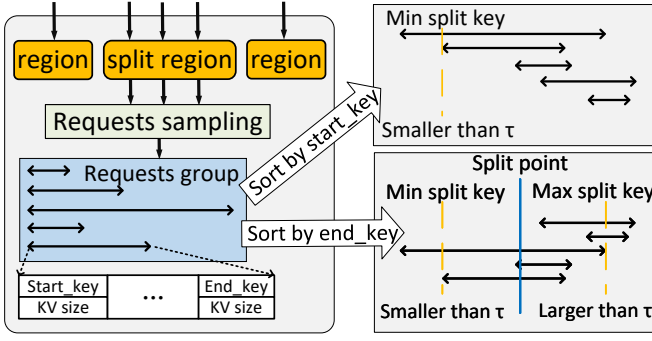 region
split region
region
Requests sampling
Requests group
Start_key
KV size
...
End_key
KV size
Sort by start_key
Sort by end_key
Min split key
Smaller than τ
Split point
Min split key
Max split key
Smaller than τ
Larger than τ